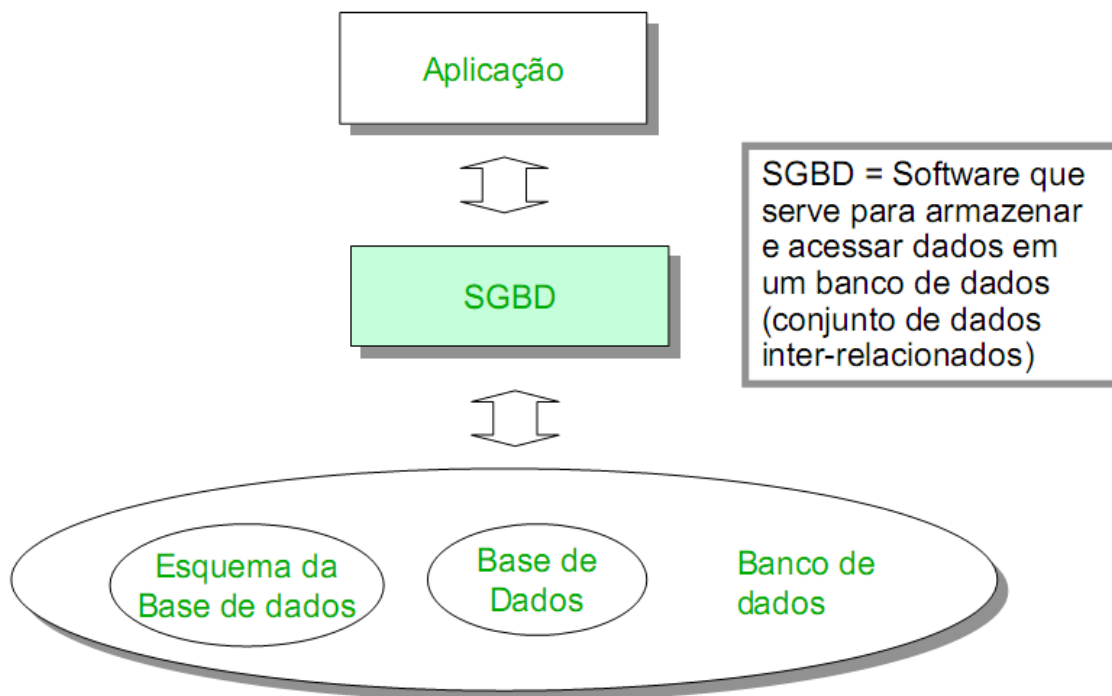 Aplicação
SGBD = Software que
serve para armazenar
e acessar dados em
um banco de dados
(conjunto de dados
inter-relacionados)
SGBD
Esquema da
Base de dados
Base de
Dados
Banco de
dados